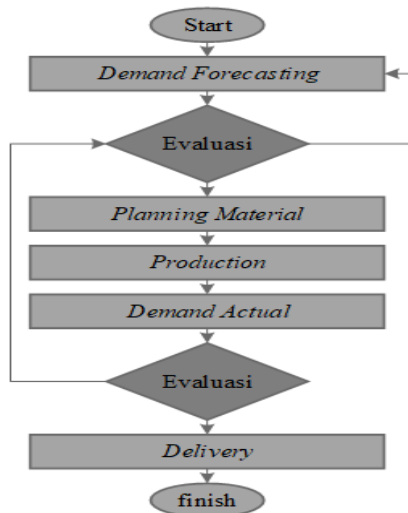 Start
Demand Forecasting
Evaluasi
Planning Material
Production
Demand Actual
Evaluasi
Delivery
finish